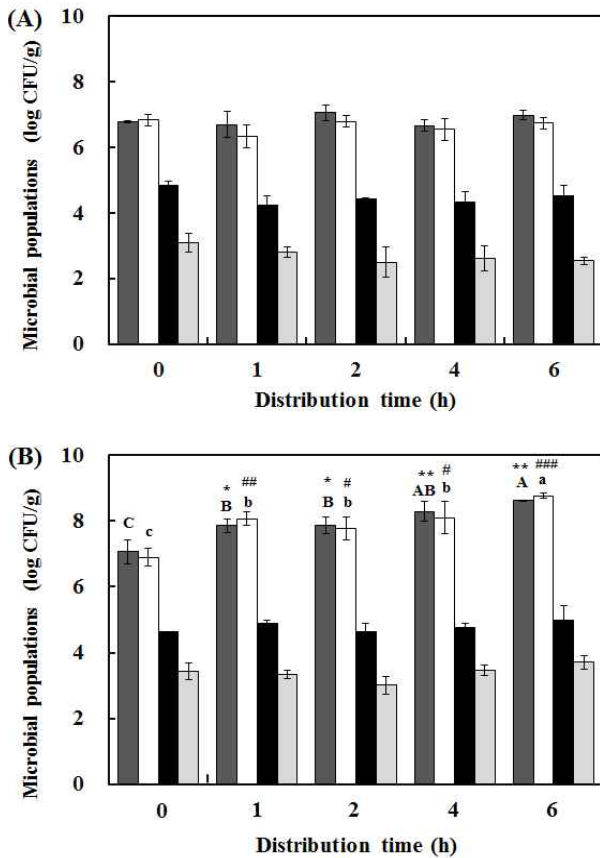 (A)
Microbial populations (log CFU/g)
10
8
6
4
2
0
0 1 2 4 6
Distribution time (h)
(B)
Microbial populations (log CFU/g)
10
8
6
4
2
0
* ## * # ** # ** ###
C c B b B b AB b A a
0 1 2 4 6
Distribution time (h)